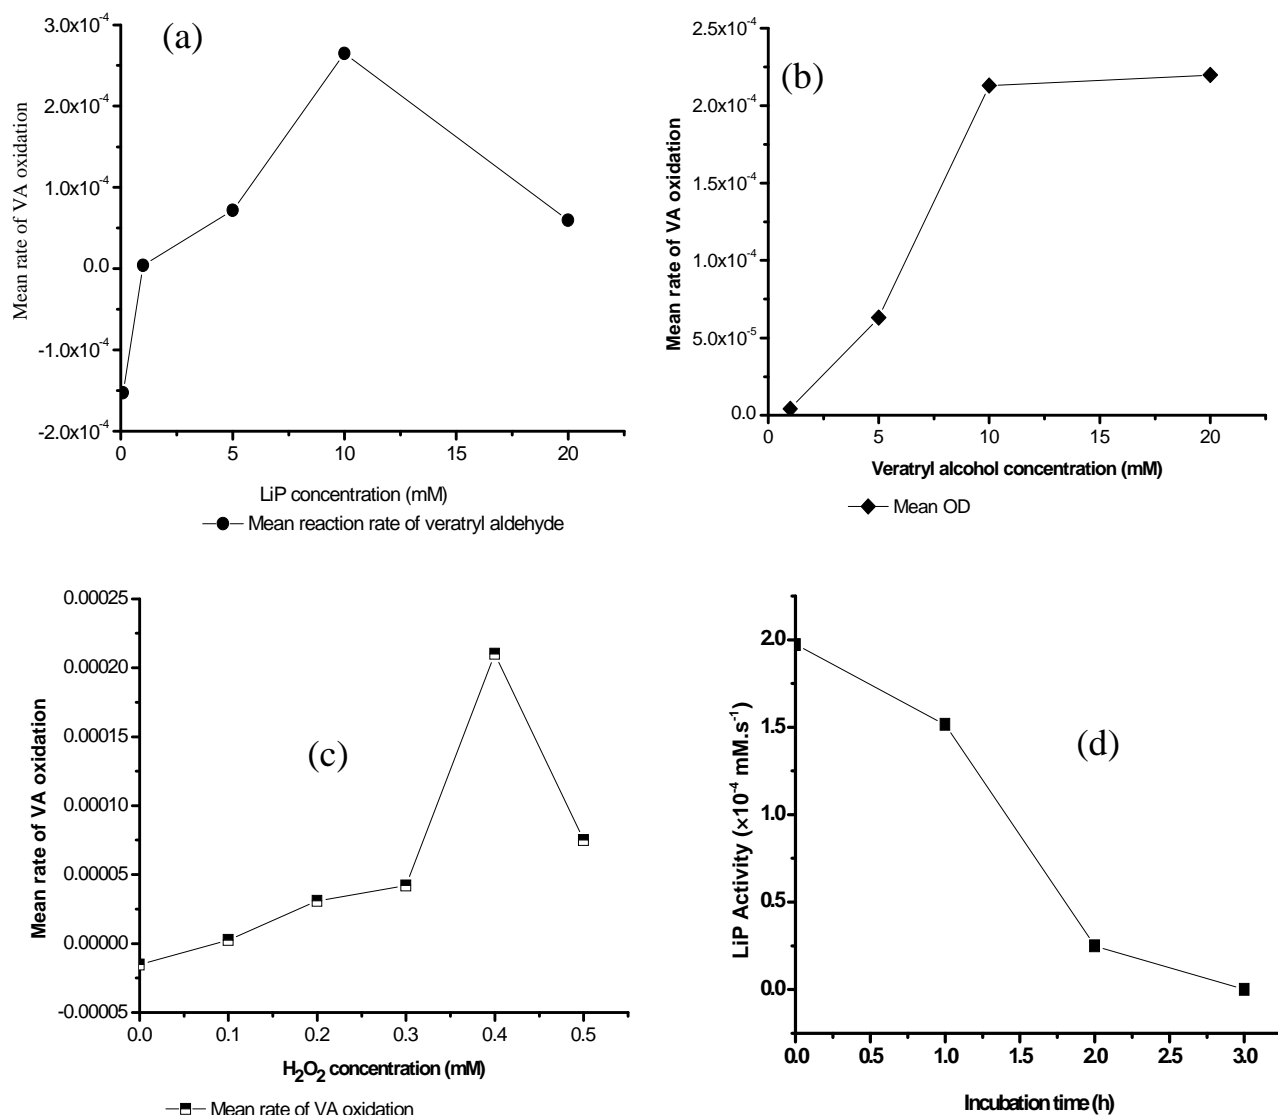 (a)
3.0x10⁻⁴
2.0x10⁻⁴
1.0x10⁻⁴
0.0
-1.0x10⁻⁴
-2.0x10⁻⁴
Mean rate of VA oxidation
0 5 10 15 20
LiP concentration (mM)
Mean reaction rate of veratryl aldehyde
(b)
2.5x10⁻⁴
2.0x10⁻⁴
1.5x10⁻⁴
1.0x10⁻⁴
5.0x10⁻⁵
0.0
Mean rate of VA oxidation
0 5 10 15 20
Veratryl alcohol concentration (mM)
Mean OD
(c)
0.00025
0.00020
0.00015
0.00010
0.00005
0.00000
-0.00005
Mean rate of VA oxidation
0.0 0.1 0.2 0.3 0.4 0.5
H₂O₂ concentration (mM)
Mean rate of VA oxidation
(d)
2.0
1.5
1.0
0.5
0.0
LiP Activity (×10⁻⁴ mM.s⁻¹)
0.0 0.5 1.0 1.5 2.0 2.5 3.0
Incubation time (h)